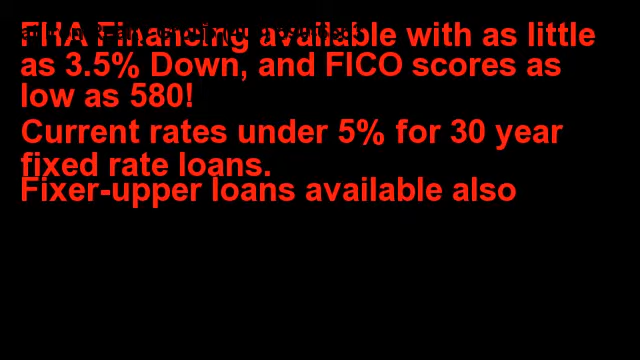 FHA Financing available with as little
as 3.5% Down, and FICO scores as
low as 580!
Current rates under 5% for 30 year
fixed rate loans.
Fixer-upper loans available also